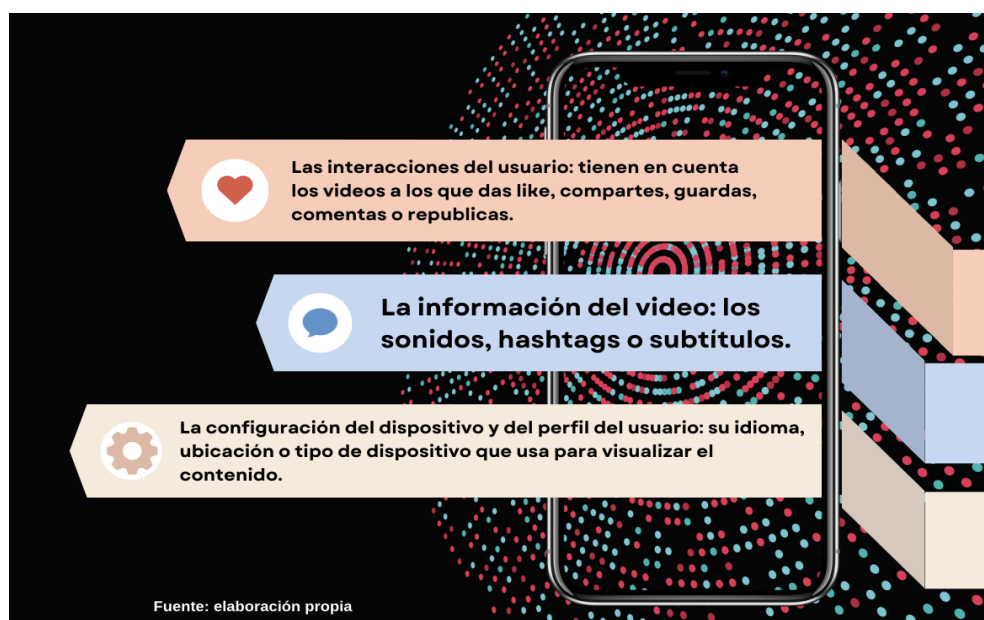 Las interacciones del usuario: tienen en cuenta
los videos a los que das like, compartes, guardas,
comentas o republicas.
La información del video: los
sonidos, hashtags o subtítulos.
La configuración del dispositivo y del perfil del usuario: su idioma,
ubicación o tipo de dispositivo que usa para visualizar el
contenido.
Fuente: elaboración propia